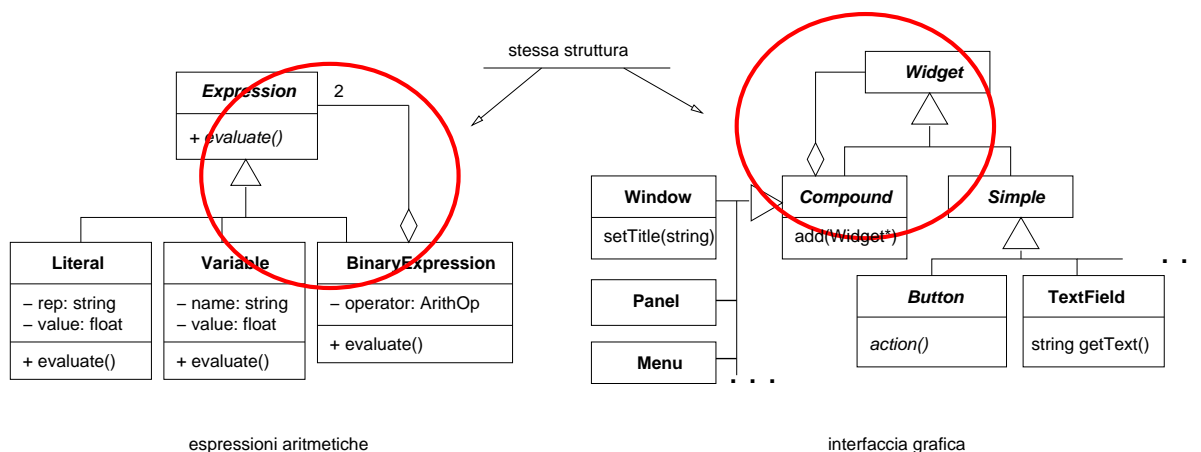 stessa struttura
Expression
2
+ evaluate()
Literal
– rep: string
– value: float
+ evaluate()
Variable
– name: string
– value: float
+ evaluate()
BinaryExpression
– operator: ArithOp
+ evaluate()
espressioni aritmetiche
Widget
Window
setTitle(string)
Compound
add(Widget*)
Simple
Panel
Menu
. . .
Button
action()
TextField
string getText()
. .
interfaccia grafica